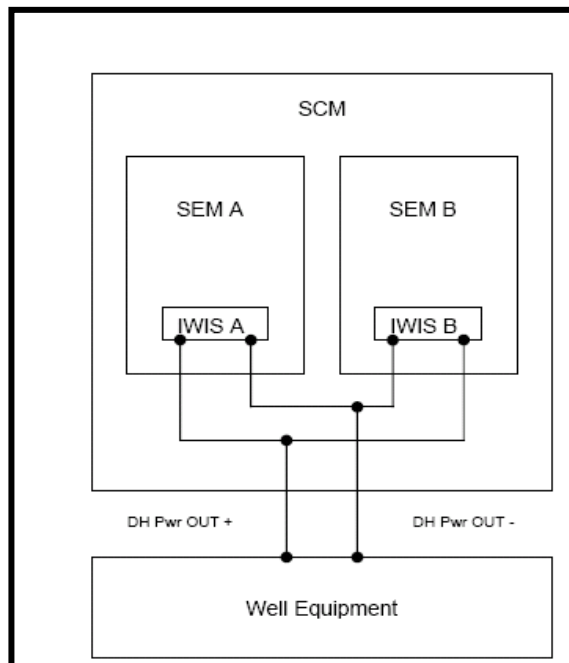 SCM
SEM A
SEM B
IWIS A
IWIS B
DH Pwr OUT +
DH Pwr OUT -
Well Equipment